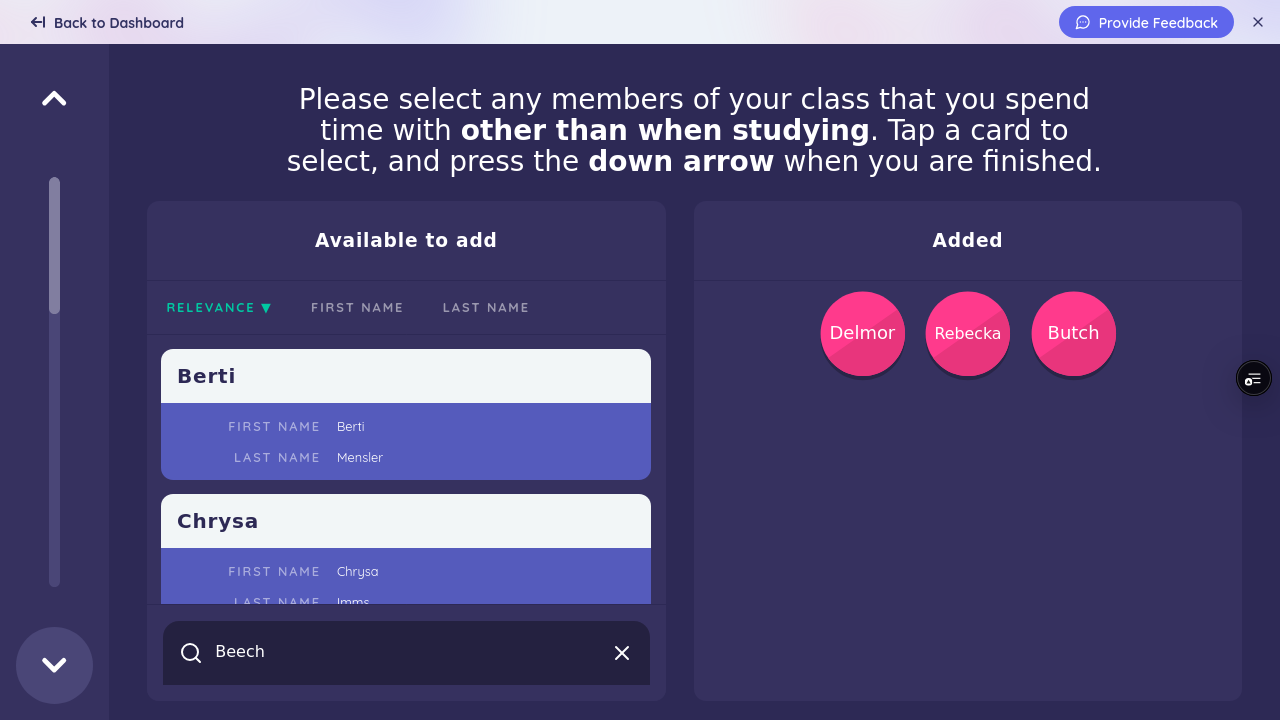 Back to Dashboard
Provide Feedback
Please select any members of your class that you spend
time with other than when studying. Tap a card to
select, and press the down arrow when you are finished.
Available to add
Added
RELEVANCE ▼ FIRST NAME LAST NAME
Delmor
Rebecka
Butch
Berti
FIRST NAME Berti
LAST NAME Mensler
Chrysa
FIRST NAME Chrysa
LAST NAME Imms
Beech